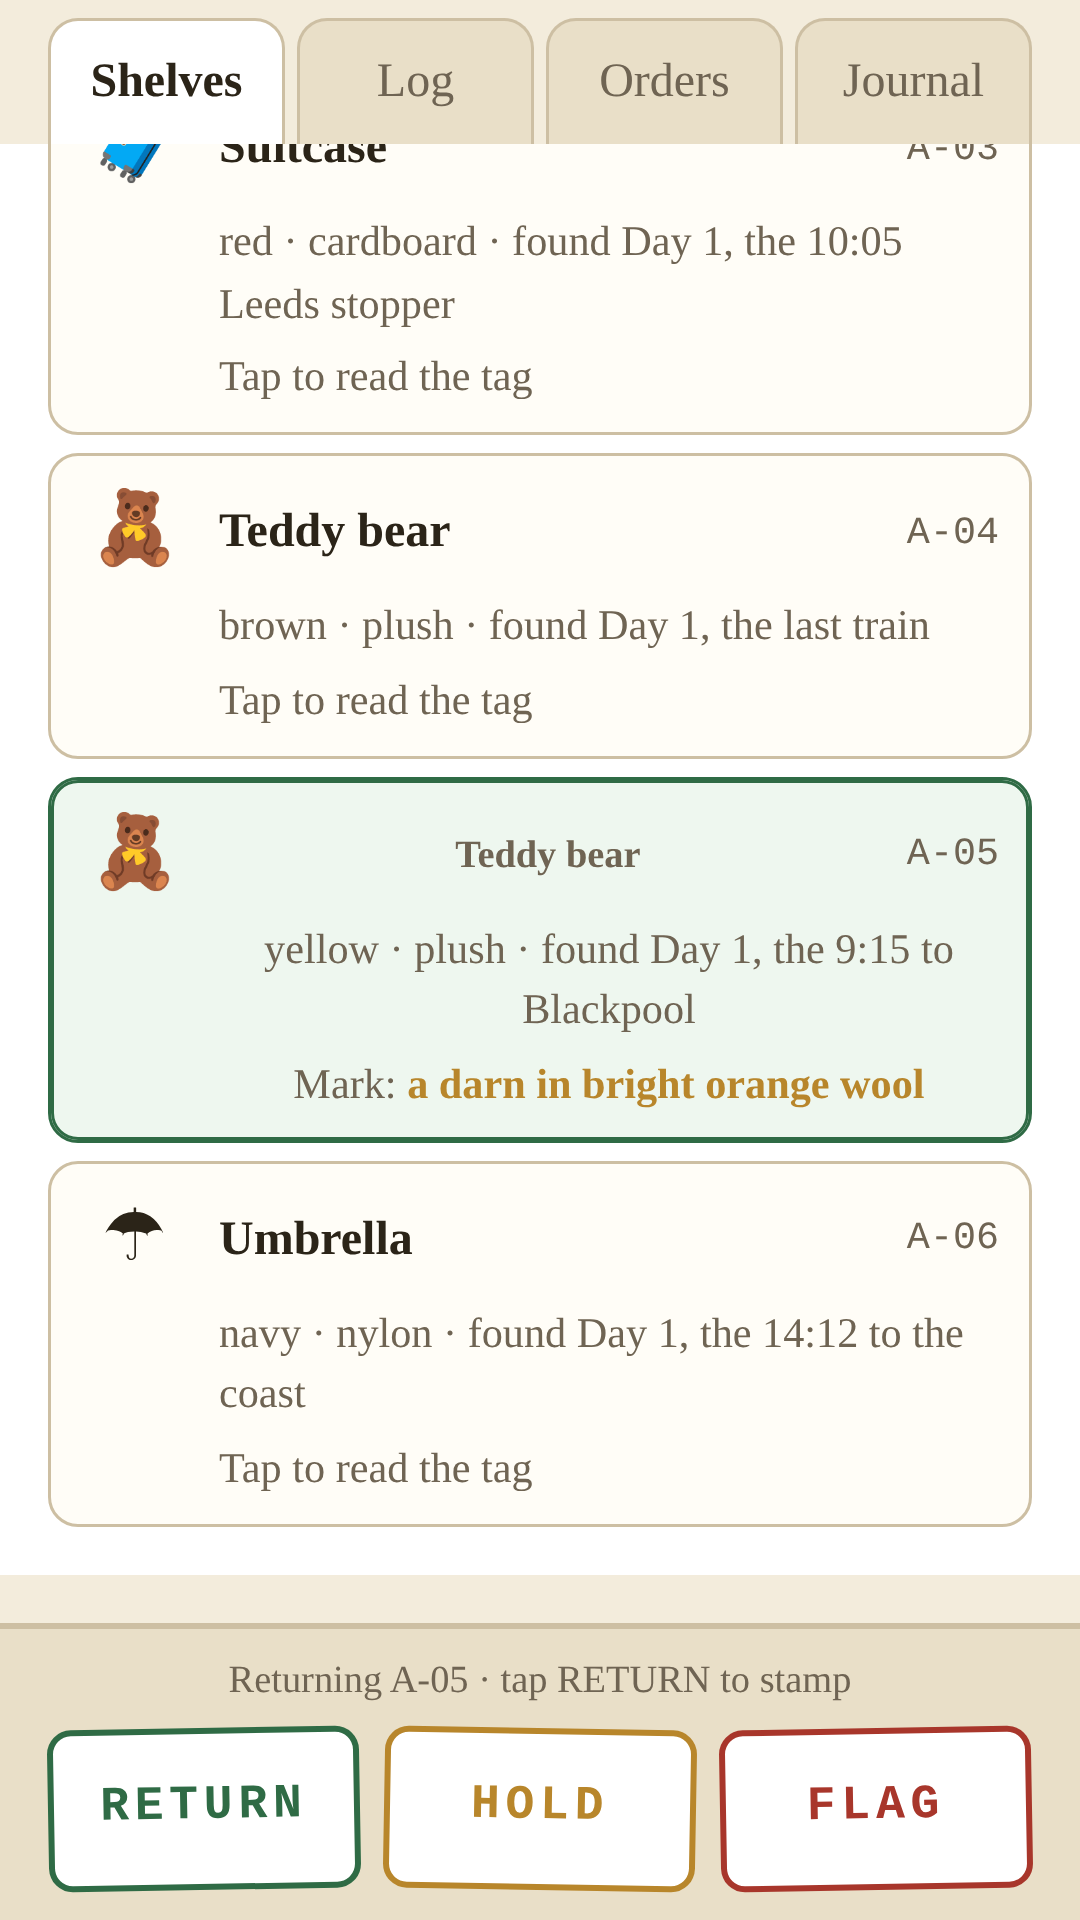 Shelves
Log
Orders
Journal
Suitcase
A-03
red · cardboard · found Day 1, the 10:05
Leeds stopper
Tap to read the tag
Teddy bear
A-04
brown · plush · found Day 1, the last train
Tap to read the tag
Teddy bear
A-05
yellow · plush · found Day 1, the 9:15 to
Blackpool
Mark: a darn in bright orange wool
Umbrella
A-06
navy · nylon · found Day 1, the 14:12 to the
coast
Tap to read the tag
Returning A-05 · tap RETURN to stamp
RETURN
HOLD
FLAG